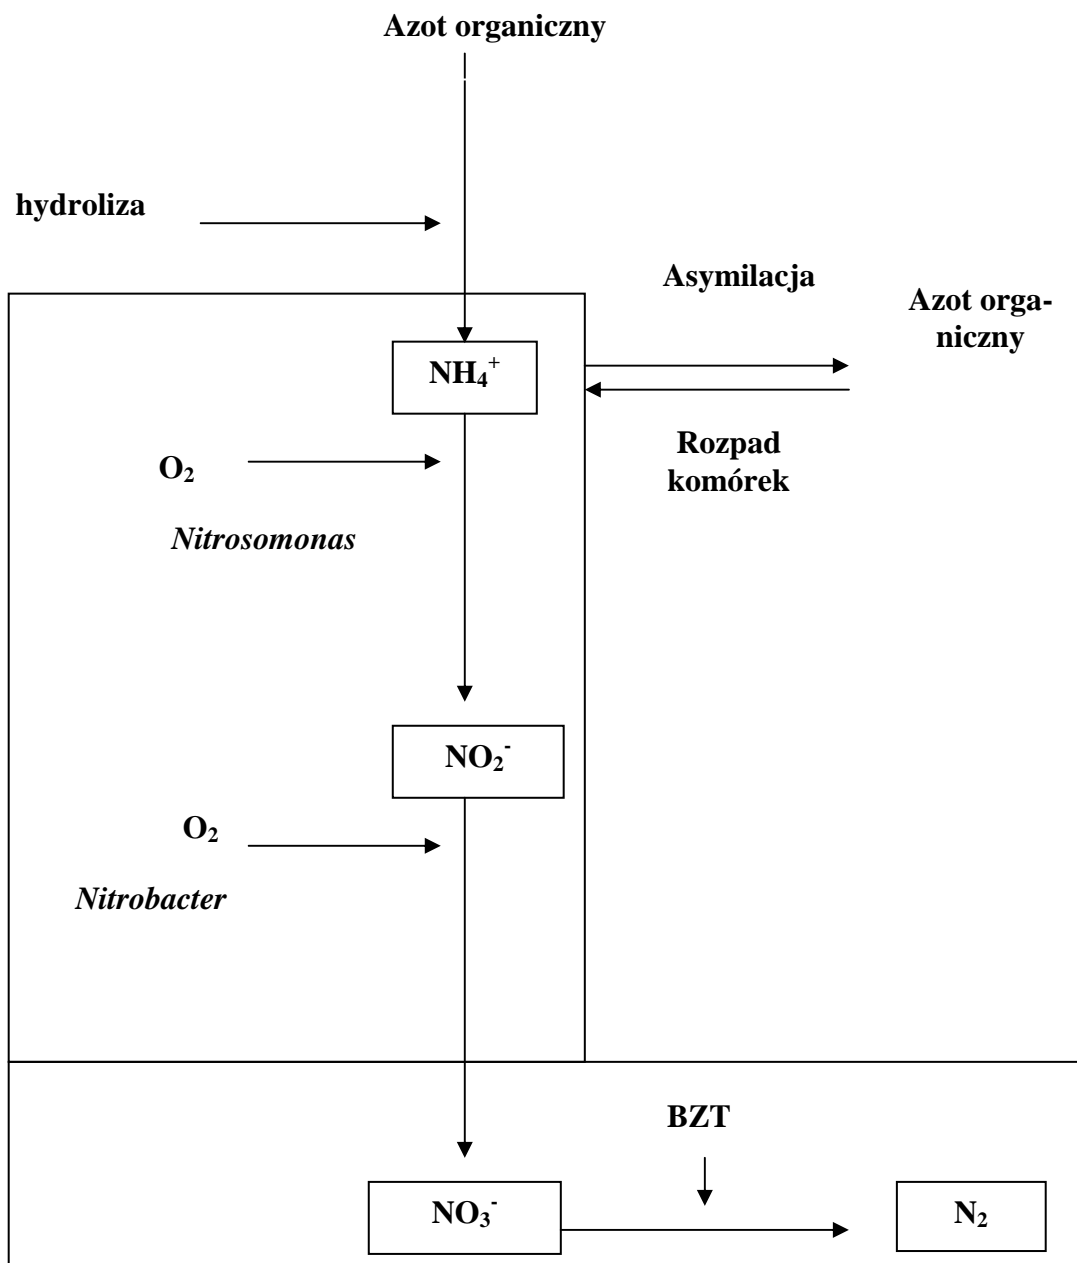 Azot organiczny
hydroliza
Asymilacja
Azot orga-
niczny
NH₄⁺
Rozpad
komórek
O₂
Nitrosomonas
NO₂⁻
O₂
Nitrobacter
BZT
NO₃⁻
N₂